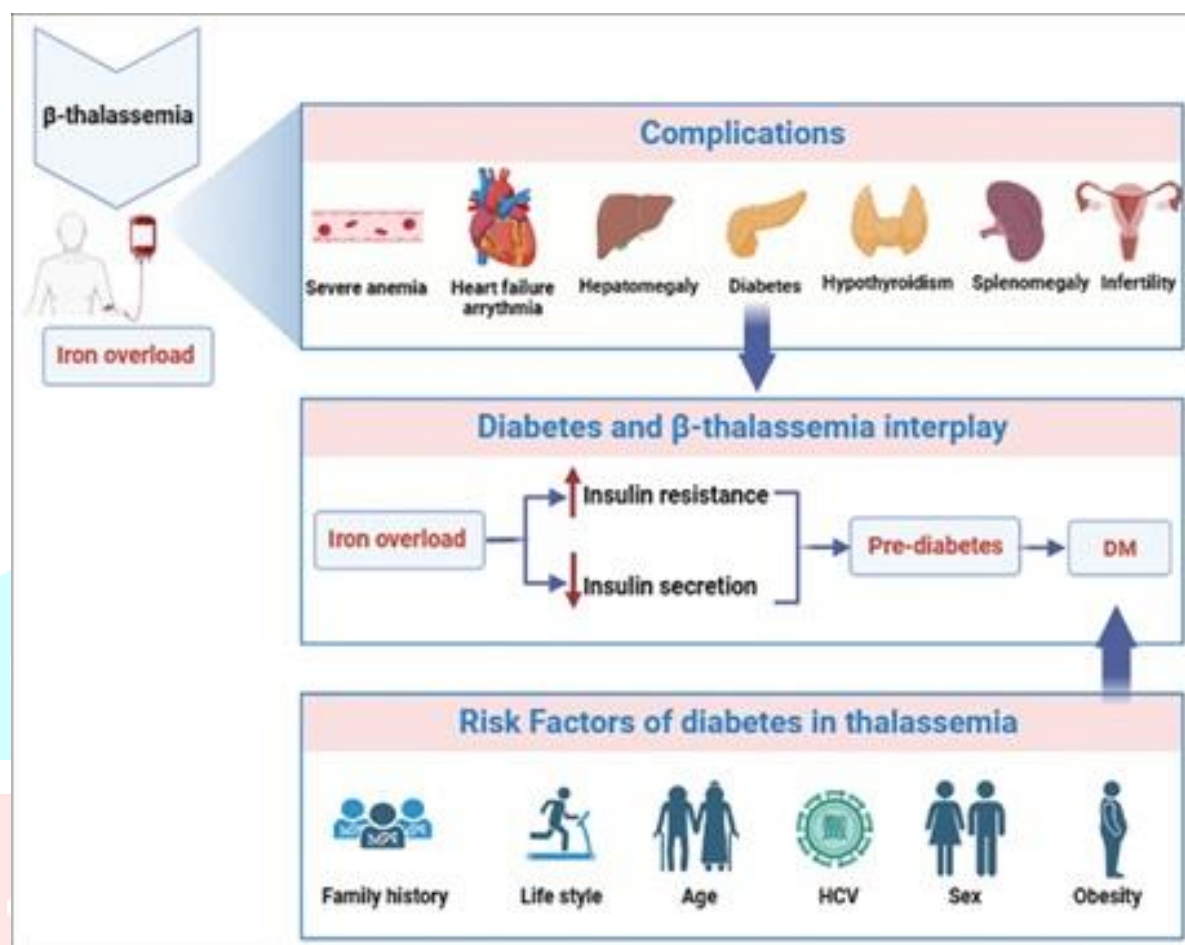 β-thalassemia
Iron overload
Complications
Severe anemia
Heart failure
arrythmia
Hepatomegaly
Diabetes
Hypothyroidism
Splenomegaly
Infertility
Diabetes and β-thalassemia interplay
Iron overload
Insulin resistance
Insulin secretion
Pre-diabetes
DM
Risk Factors of diabetes in thalassemia
Family history
Life style
Age
HCV
Sex
Obesity